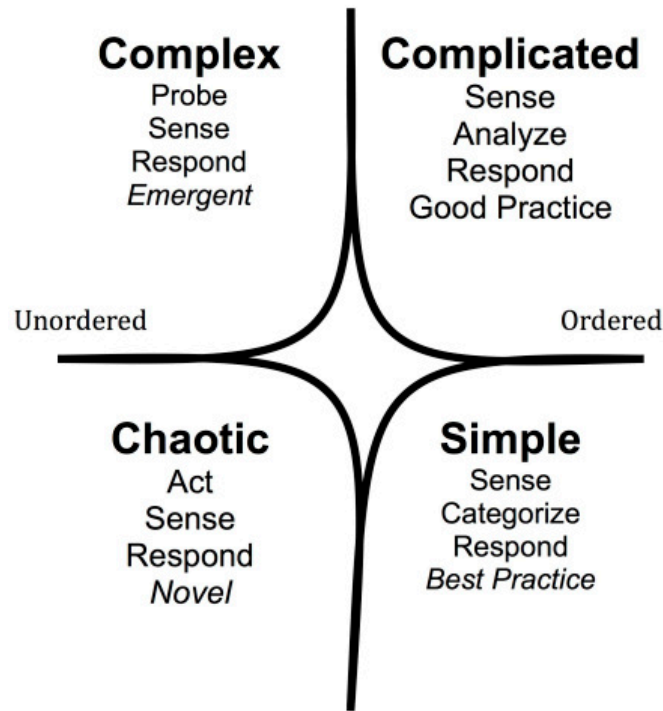 Complex
Probe
Sense
Respond
Emergent
Complicated
Sense
Analyze
Respond
Good Practice
Unordered
Ordered
Chaotic
Act
Sense
Respond
Novel
Simple
Sense
Categorize
Respond
Best Practice